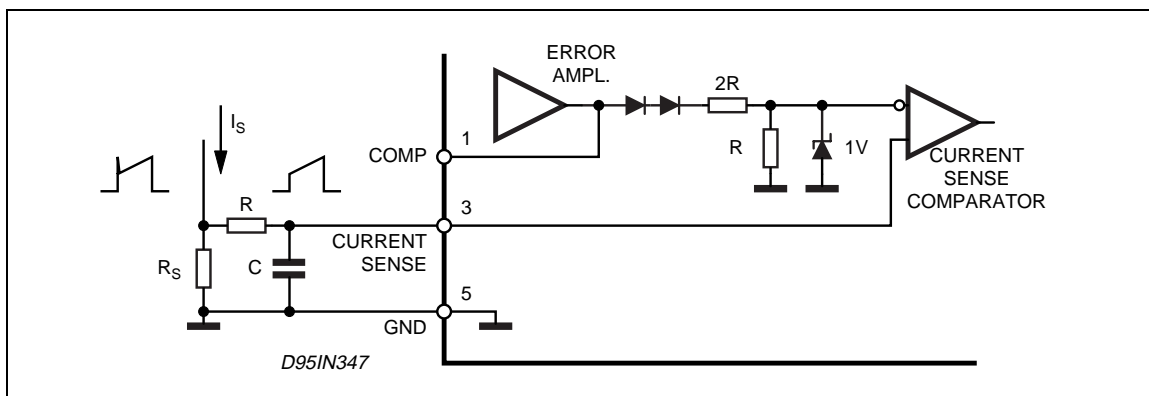 ERROR
AMPL.
2R
I_S
1
COMP
R
1V
CURRENT
SENSE
COMPARATOR
R
3
CURRENT
SENSE
R_S
C
5
GND
D95IN347